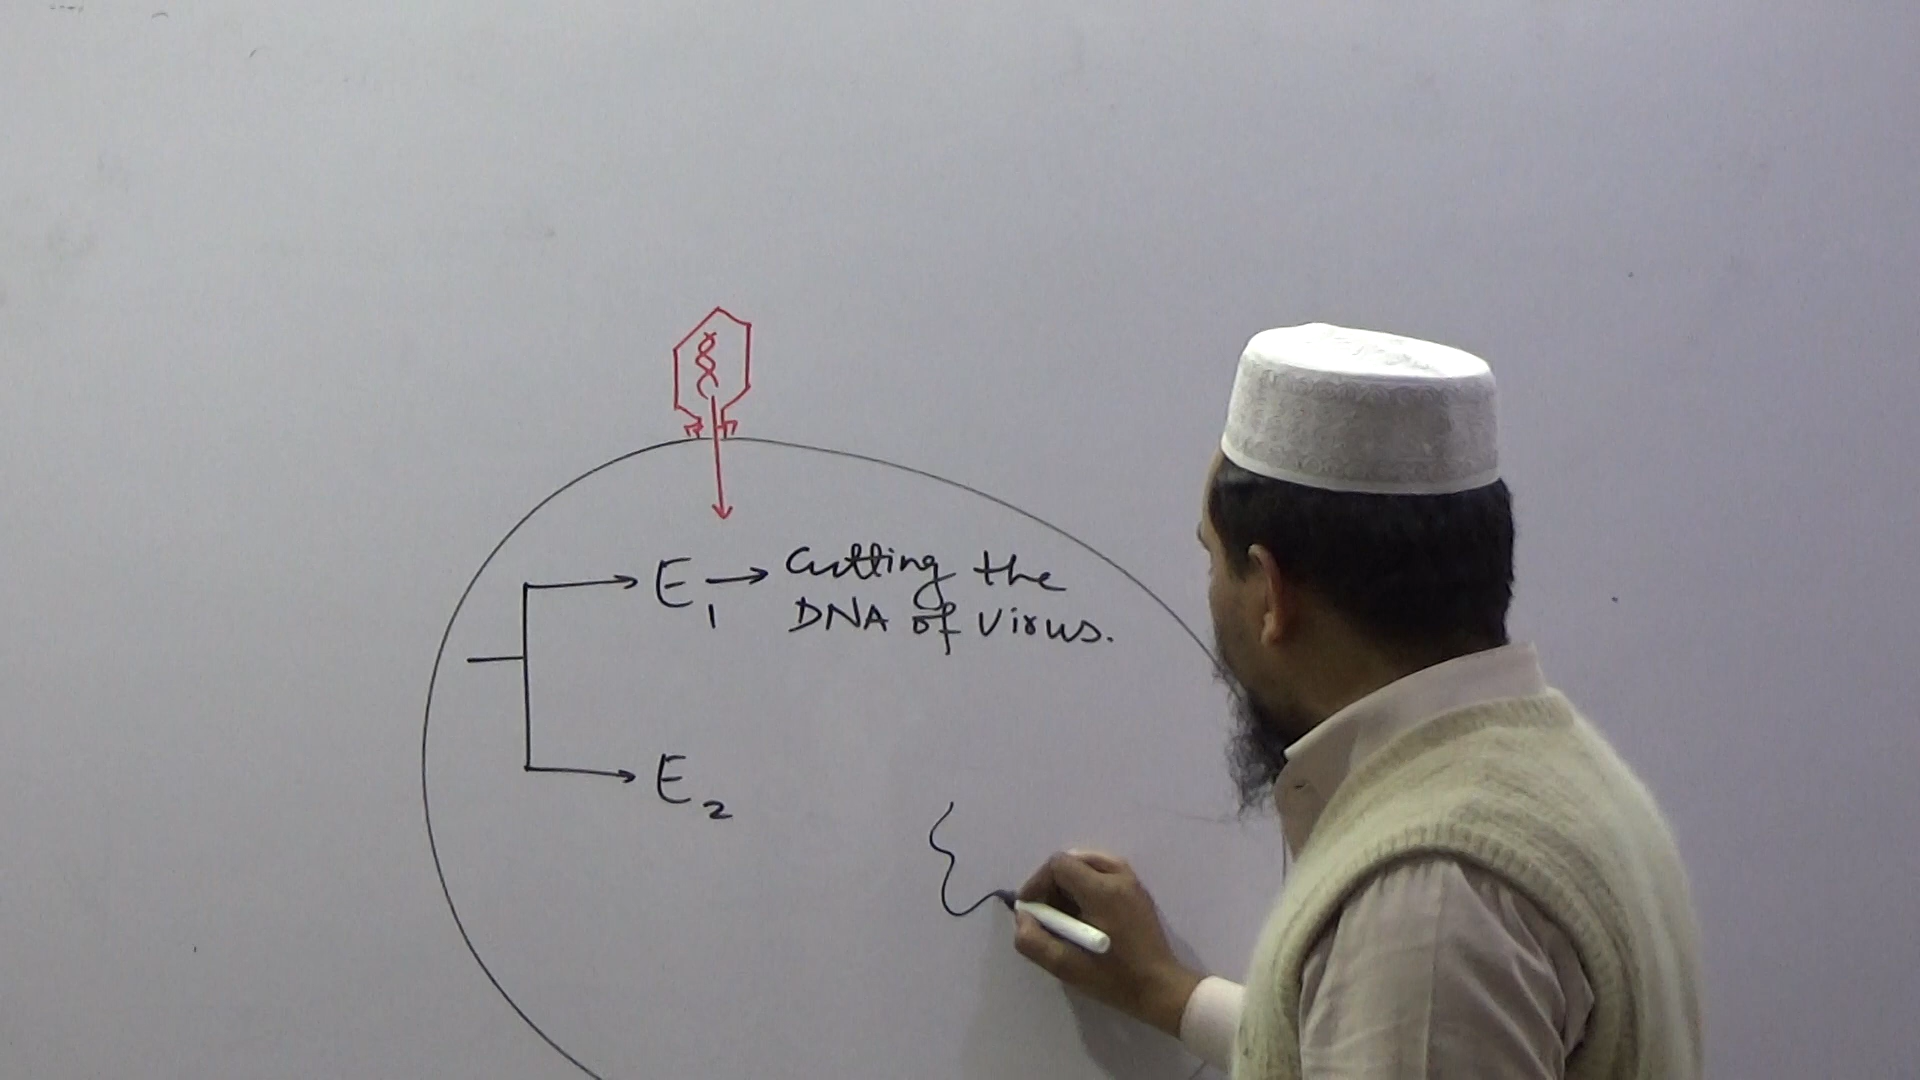 E1 → Cutting the
DNA of Virus.
E2